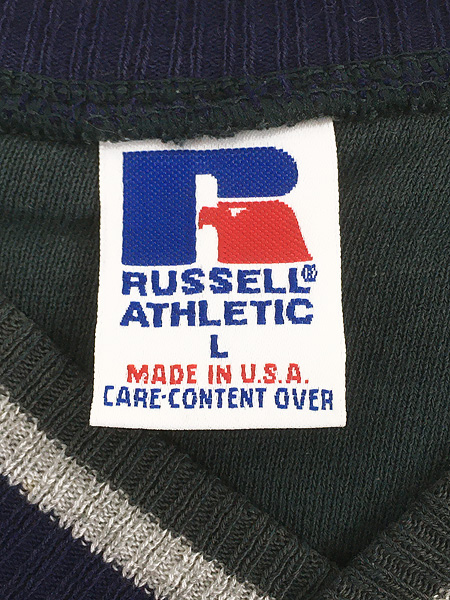 RUSSELL®
ATHLETIC
L
MADE IN U.S.A.
CARE-CONTENT OVER